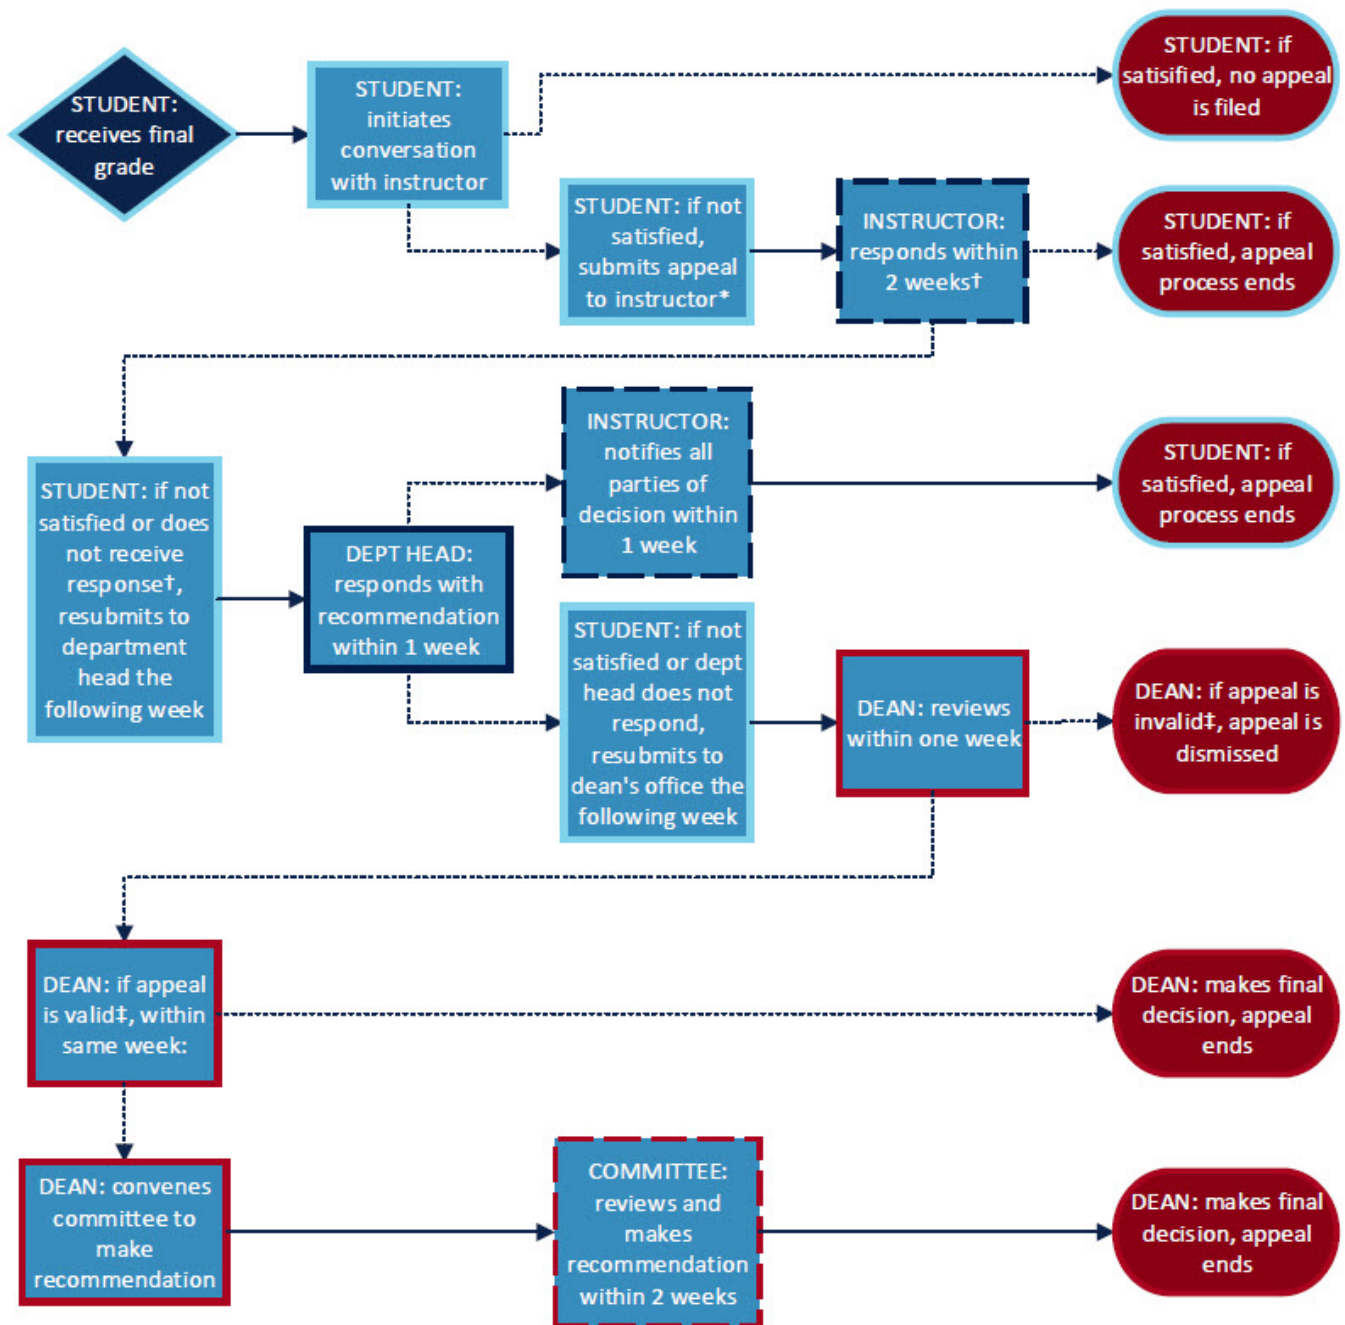 STUDENT:
receives final
grade
STUDENT:
initiates
conversation
with instructor
STUDENT: if
satisified, no appeal
is filed
STUDENT: if not
satisfied,
submits appeal
to instructor*
INSTRUCTOR:
responds within
2 weeks†
STUDENT: if
satisfied, appeal
process ends
STUDENT: if not
satisfied or does
not receive
response†,
resubmits to
department
head the
following week
DEPT HEAD:
responds with
recommendation
within 1 week
INSTRUCTOR:
notifies all
parties of
decision within
1 week
STUDENT: if
satisfied, appeal
process ends
STUDENT: if not
satisfied or dept
head does not
respond,
resubmits to
dean's office the
following week
DEAN: reviews
within one week
DEAN: if appeal is
invalid‡, appeal is
dismissed
DEAN: if appeal
is valid‡, within
same week:
DEAN: makes final
decision, appeal
ends
DEAN: convenes
committee to
make
recommendation
COMMITTEE:
reviews and
makes
recommendation
within 2 weeks
DEAN: makes final
decision, appeal
ends